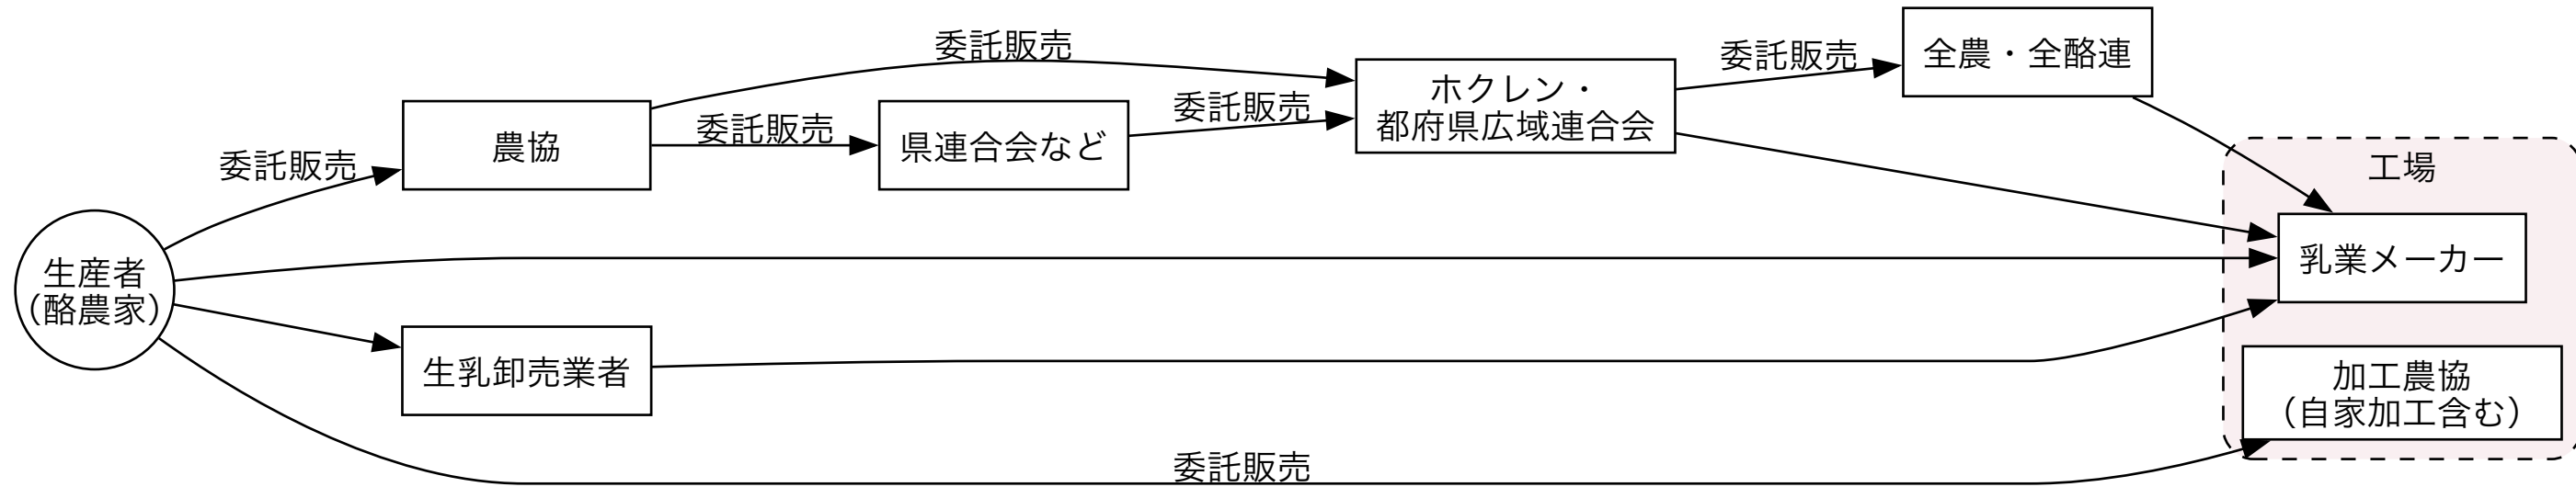 生産者
（酪農家）
委託販売
農協
生乳卸売業者
委託販売
委託販売
県連合会など
委託販売
委託販売
ホクレン・
都府県広域連合会
委託販売
全農・全酪連
工場
乳業メーカー
加工農協
（自家加工含む）